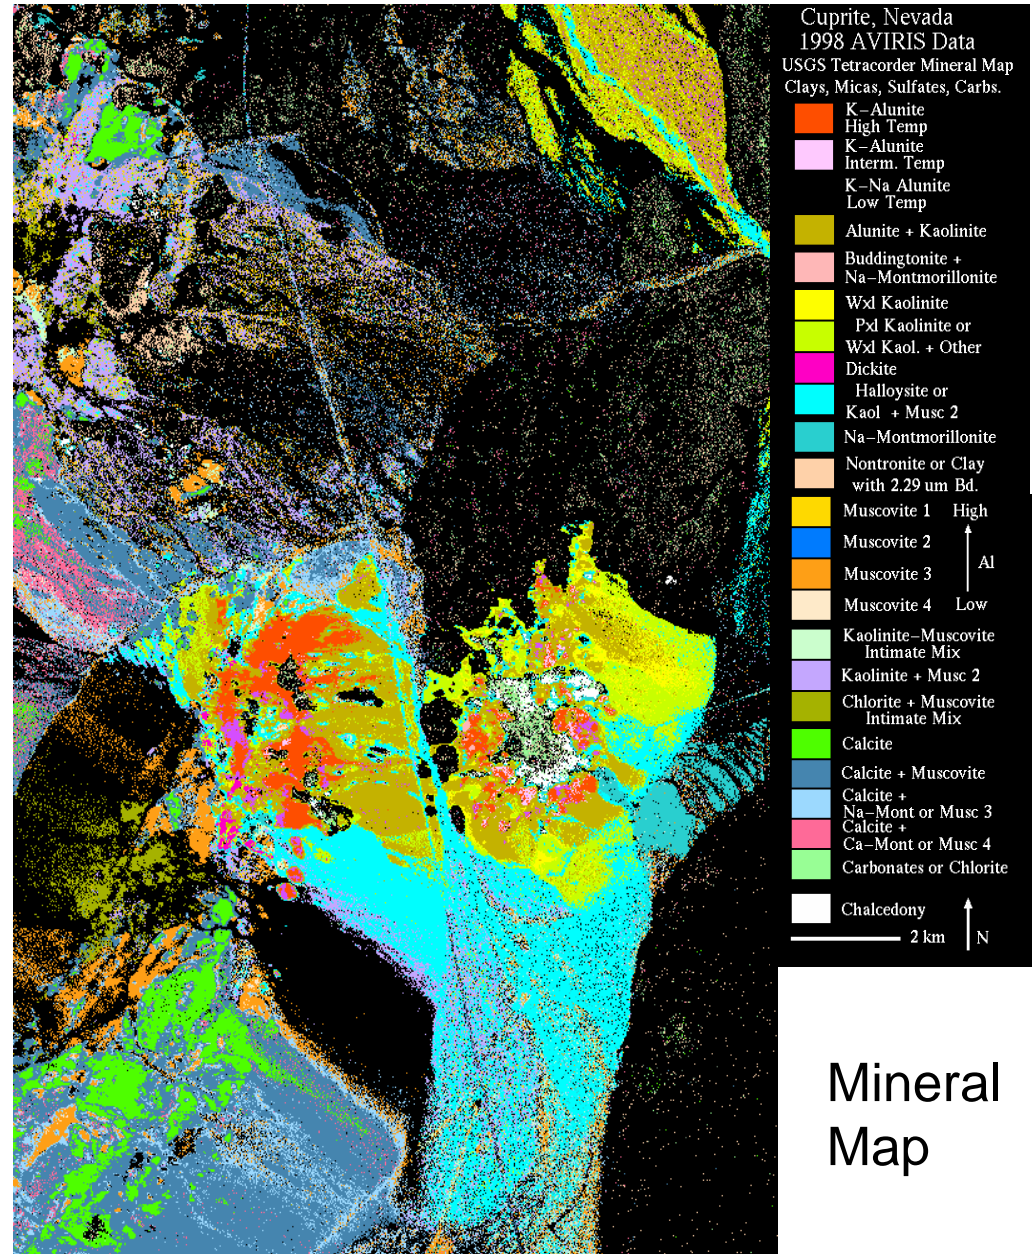 Cuprite, Nevada
1998 AVIRIS Data
USGS Tetracorder Mineral Map
Clays, Micas, Sulfates, Carbs.
K-Alunite
High Temp
K-Alunite
Interm. Temp
K-Na Alunite
Low Temp
Alunite + Kaolinite
Buddingtonite +
Na-Montmorillonite
Wxl Kaolinite
Pxl Kaolinite or
Wxl Kaol. + Other
Dickite
Halloysite or
Kaol + Musc 2
Na-Montmorillonite
Nontronite or Clay
with 2.29 um Bd.
Muscovite 1 High
Muscovite 2
Al
Muscovite 3
Muscovite 4 Low
Kaolinite-Muscovite
Intimate Mix
Kaolinite + Musc 2
Chlorite + Muscovite
Intimate Mix
Calcite
Calcite + Muscovite
Calcite +
Na-Mont or Musc 3
Calcite +
Ca-Mont or Musc 4
Carbonates or Chlorite
Chalcedony
2 km N
Mineral
Map